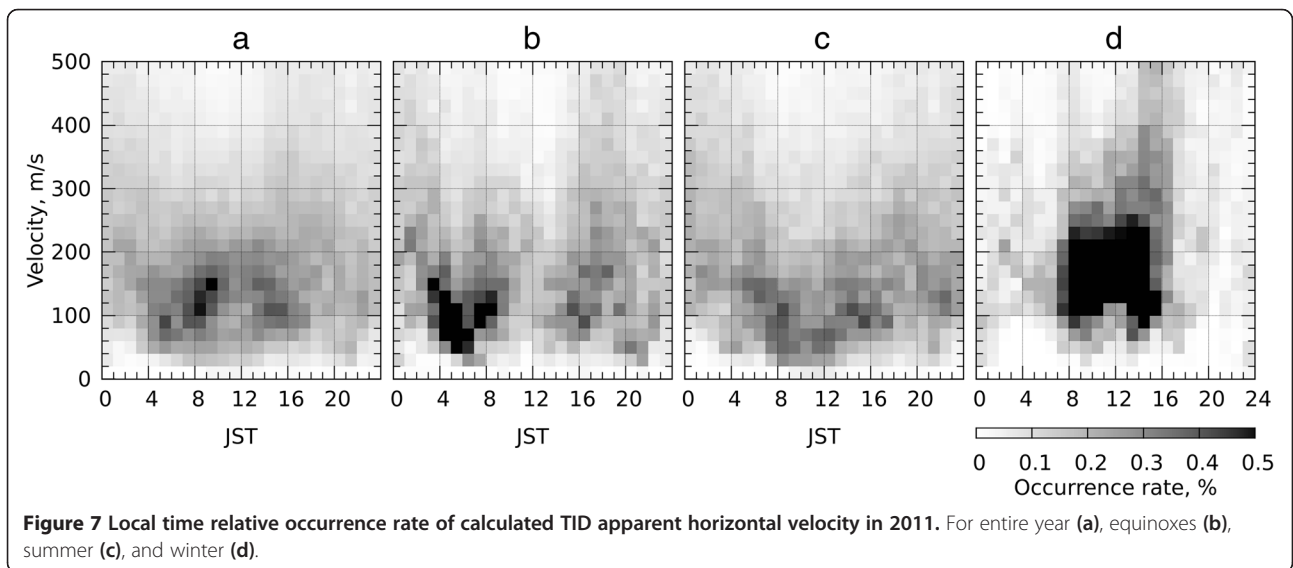 a b c d
500
400
300
200
100
0
Velocity, m/s
0 4 8 12 16 20 0 4 8 12 16 20 0 4 8 12 16 20 0 4 8 12 16 20 24
JST JST JST
0 0.1 0.2 0.3 0.4 0.5
Occurrence rate, %
Figure 7 Local time relative occurrence rate of calculated TID apparent horizontal velocity in 2011. For entire year (a), equinoxes (b),
summer (c), and winter (d).